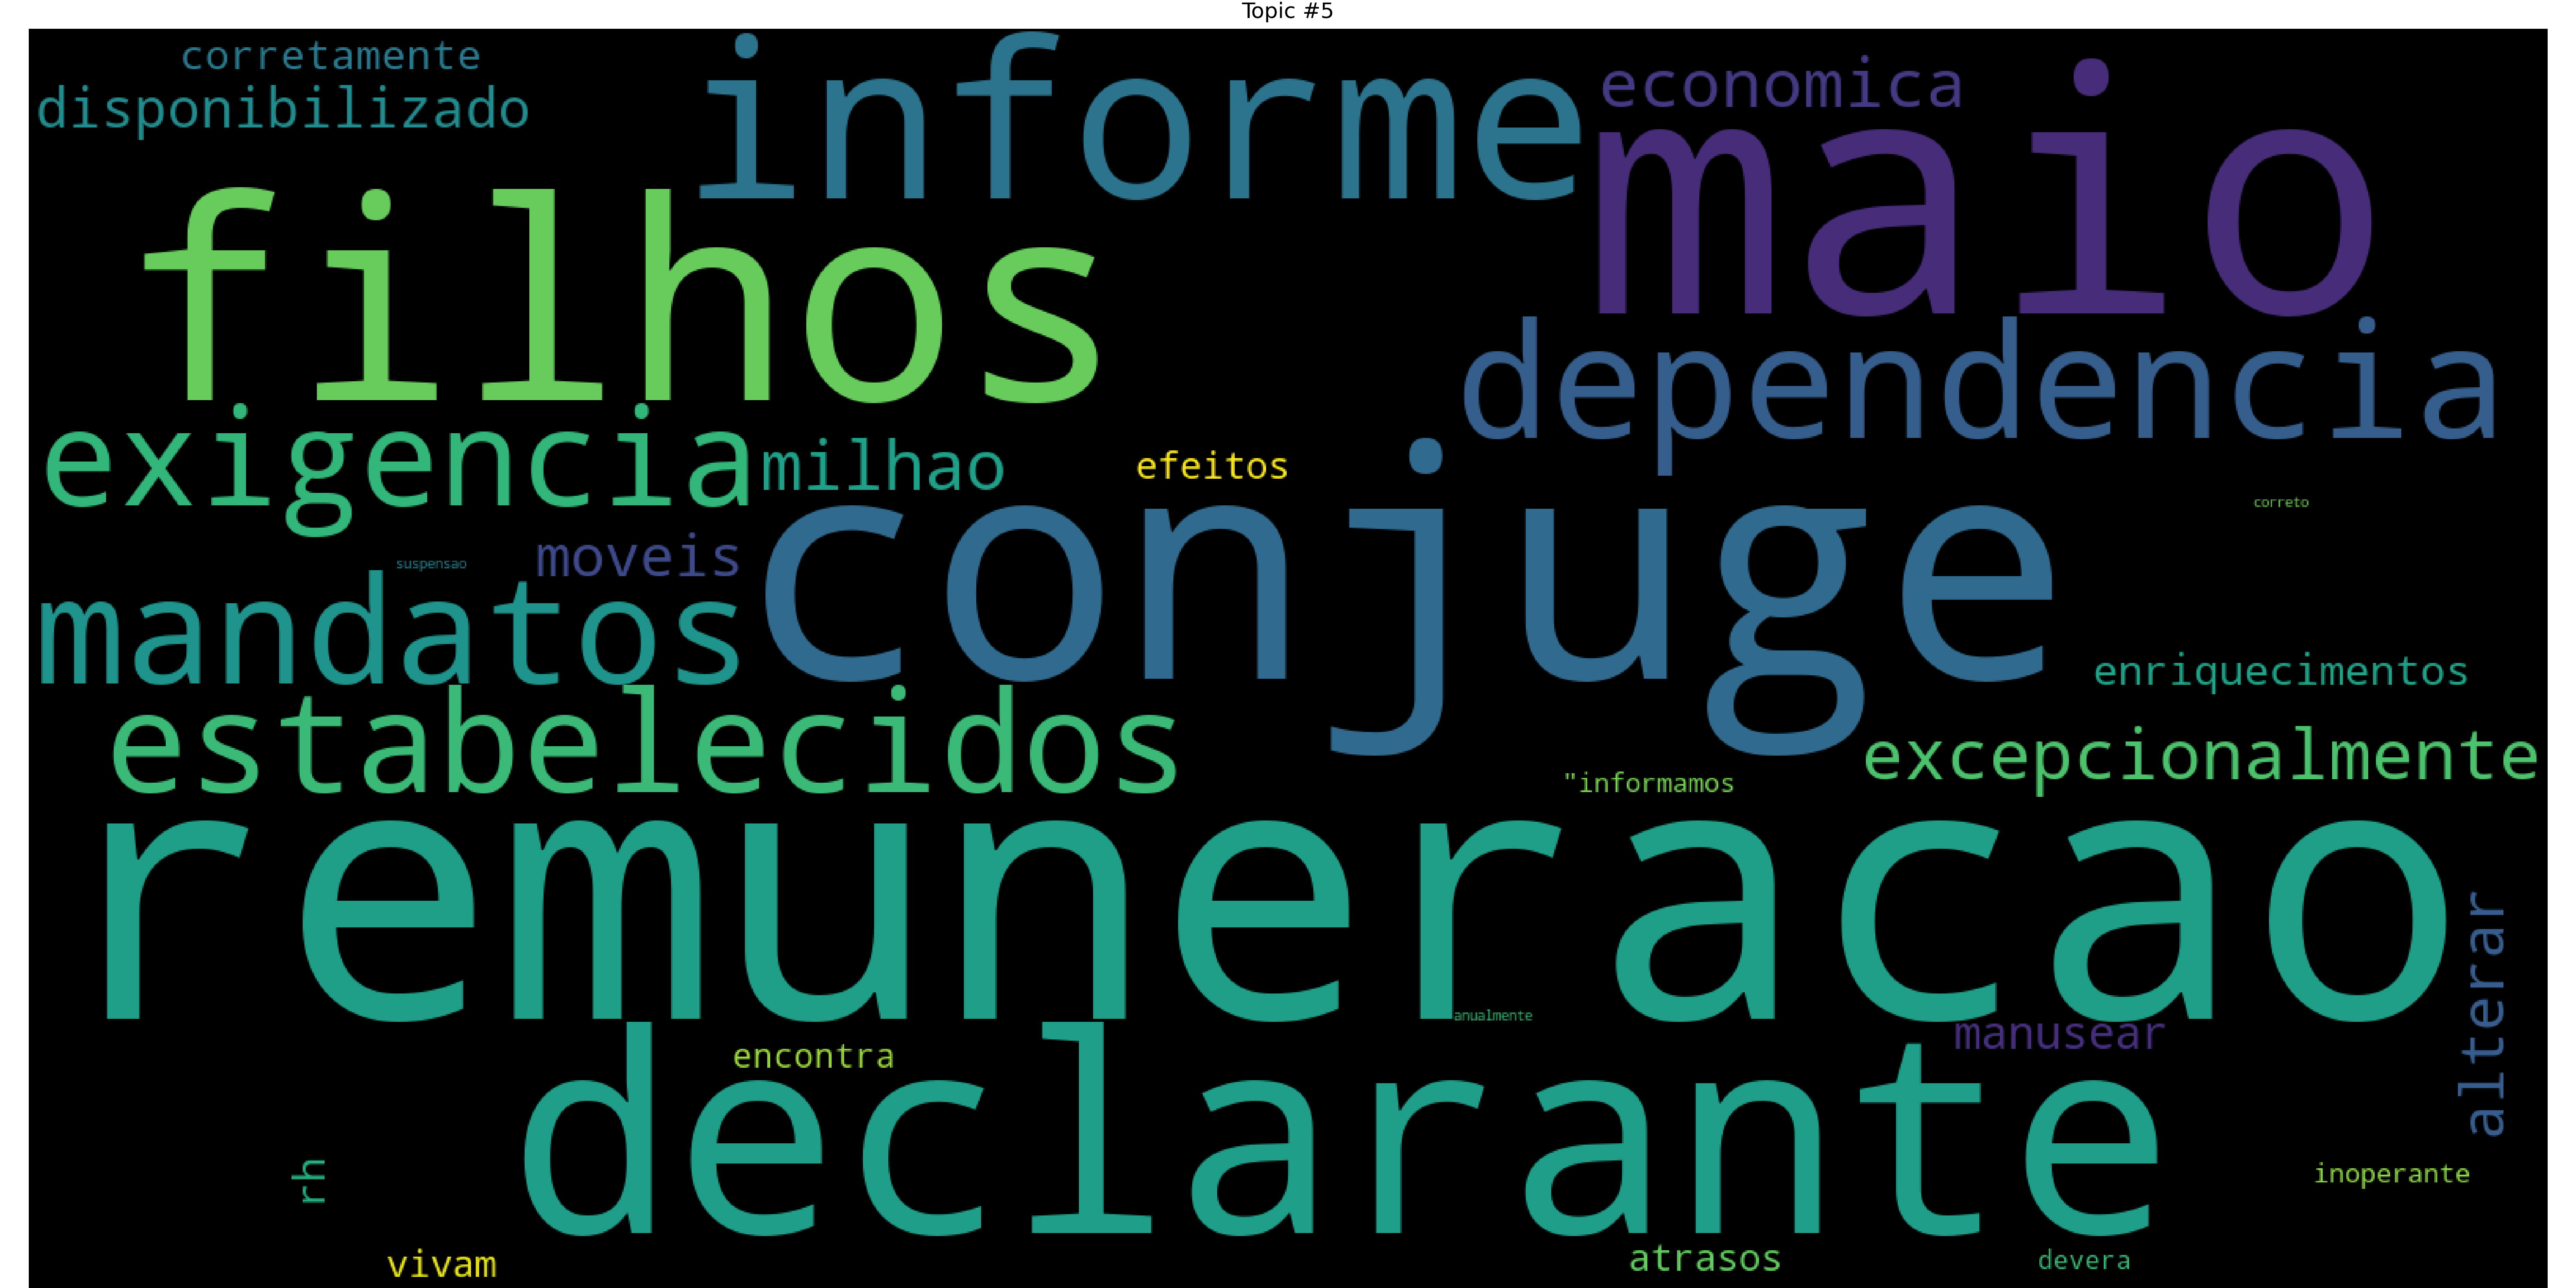 Topic #5
corretamente
disponibilizado
informe
economica
maio
filhos
dependencia
exigencia
milhao
efeitos
correto
suspensao
moveis
conjuge
mandatos
enriquecimentos
estabelecidos
"informamos
excepcionalmente
remuneracao
anualmente
manusear
alterar
encontra
declarante
rh
inoperante
vivam
atrasos
devera